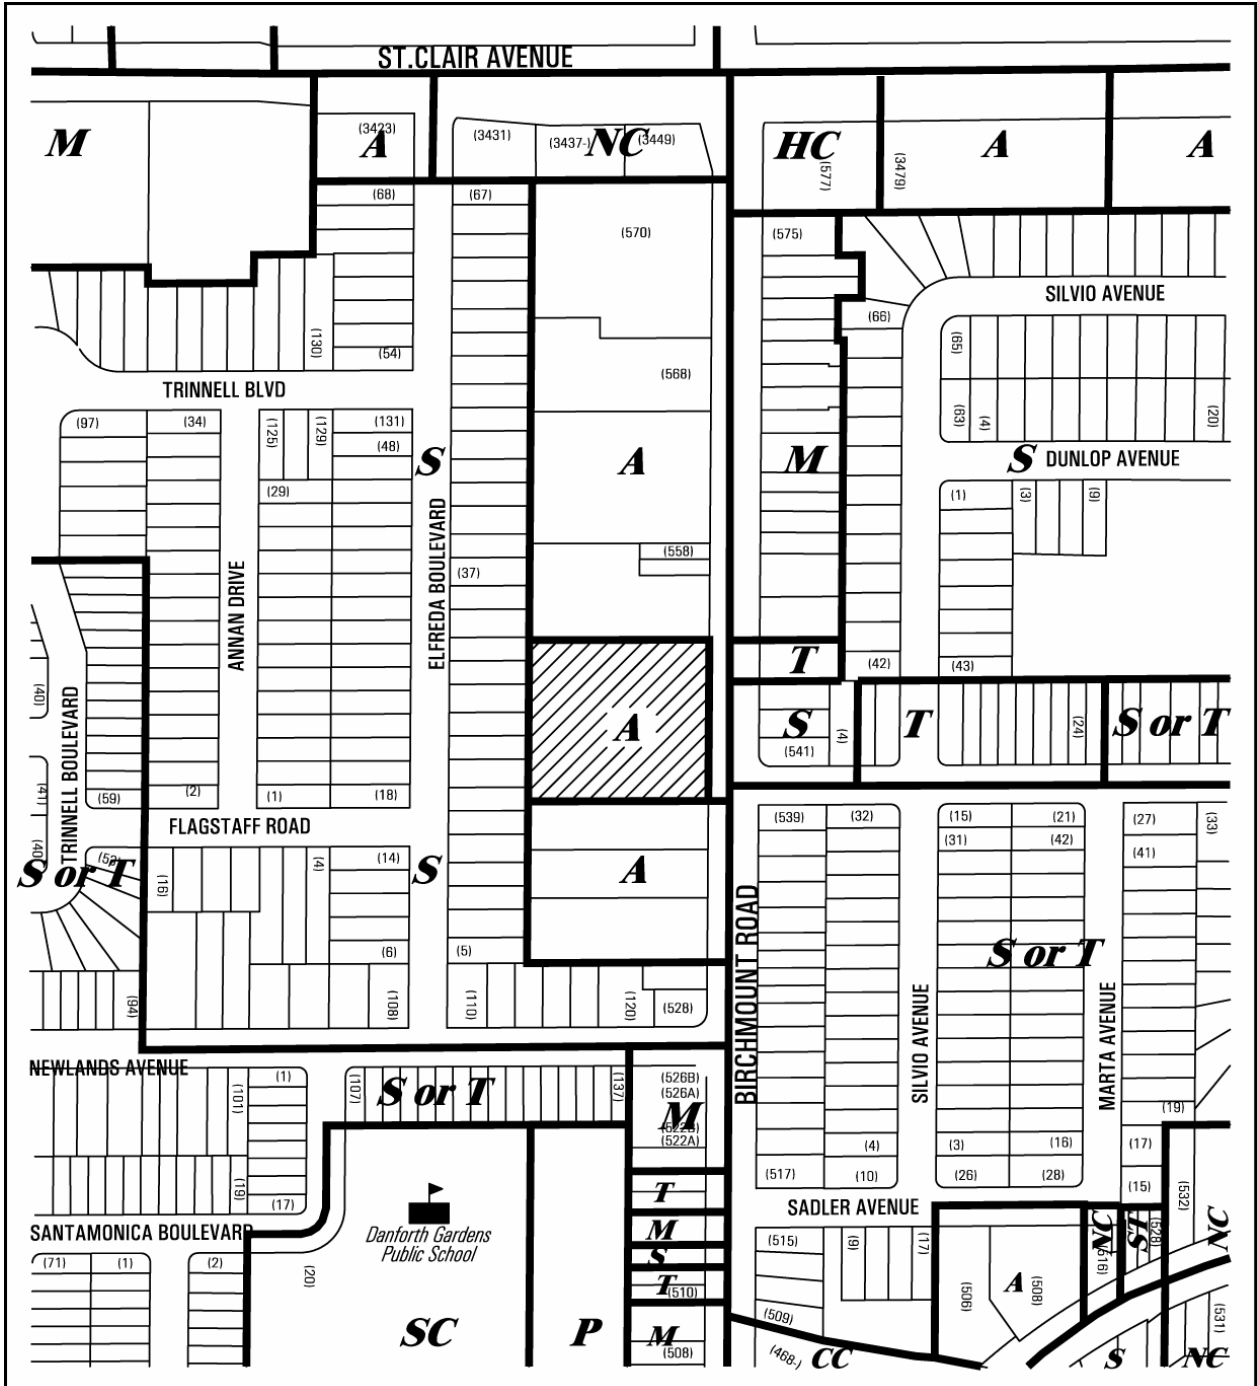 ST.CLAIR AVENUE
M
(3423)
A
(3431)
(3437-)
NC
(3449)
HC
(577)
(3479)
A
A
(68)
(67)
(570)
(575)
SILVIO AVENUE
(66)
(130)
(54)
(65)
TRINNELL BLVD
(568)
(97)
(34)
(125)
(129)
(131)
(48)
(63)
(4)
(20)
S
A
M
S
DUNLOP AVENUE
(29)
(1)
(3)
(9)
ANNAN DRIVE
ELFREDA BOULEVARD
(37)
(558)
(40)
TRINNELL BOULEVARD
T
(42)
(43)
A
S
(541)
(4)
T
(24)
S or T
(41)
(59)
(2)
(1)
(18)
FLAGSTAFF ROAD
(539)
(32)
(15)
(21)
(27)
(33)
(31)
(42)
(41)
S or T
(16)
(4)
(14)
S
A
BIRCHMOUNT ROAD
(6)
(5)
S or T
(94)
(108)
(110)
(120)
(528)
SILVIO AVENUE
MARTA AVENUE
NEWLANDS AVENUE
(101)
(1)
(107)
S or T
(137)
(526B)
(526A)
M
(522B)
(522A)
(19)
(4)
(3)
(16)
(17)
(19)
(17)
(517)
(10)
(26)
(28)
(15)
(532)
T
SADLER AVENUE
SANTAMONICA BOULEVARD
Danforth Gardens
Public School
M
(515)
(9)
(17)
NC
ST
(528)
NC
S
(71)
(1)
(2)
(20)
T
(510)
(506)
A
(508)
(509)
(531)
SC
P
M
(508)
(468-)
CC
S
NC